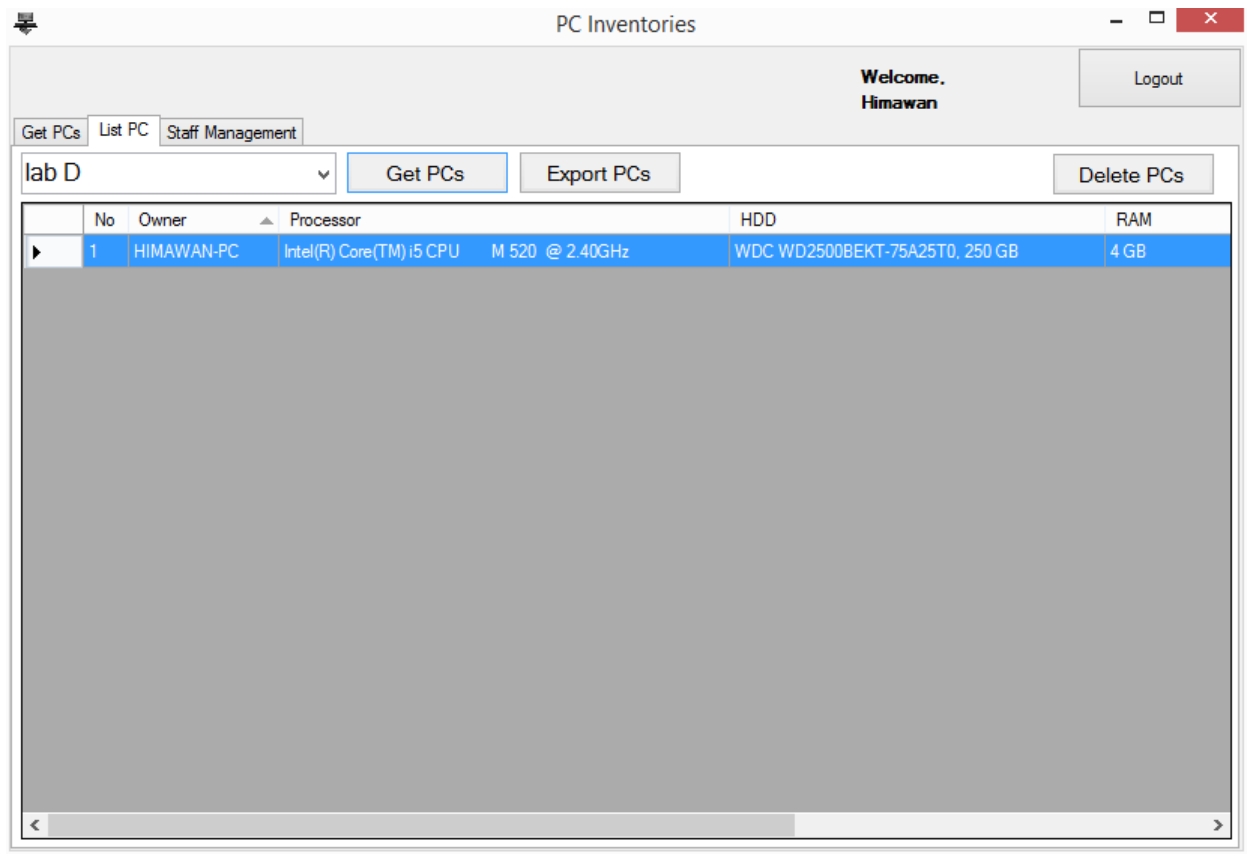 PC Inventories
Welcome,
Himawan
Logout
Get PCs List PC Staff Management
lab D Get PCs Export PCs Delete PCs
No Owner Processor HDD RAM
1 HIMAWAN-PC Intel(R) Core(TM) i5 CPU M 520 @ 2.40GHz WDC WD2500BEKT-75A25T0, 250 GB 4 GB